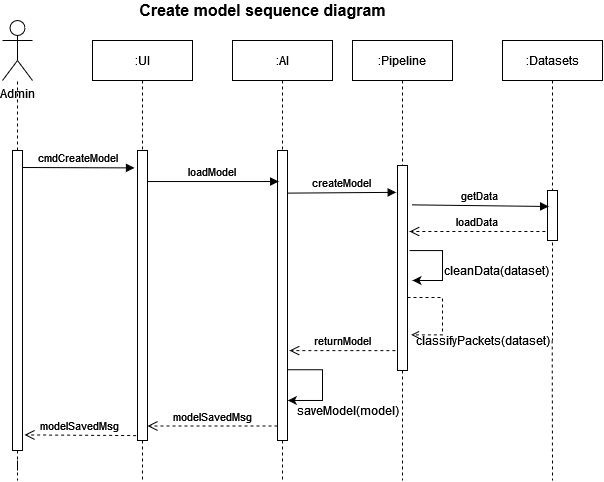 Create model sequence diagram
:UI
:AI
:Pipeline
:Datasets
Admin
cmdCreateModel
loadModel
createModel
getData
loadData
cleanData(dataset)
classifyPackets(dataset)
returnModel
saveModel(model)
modelSavedMsg
modelSavedMsg